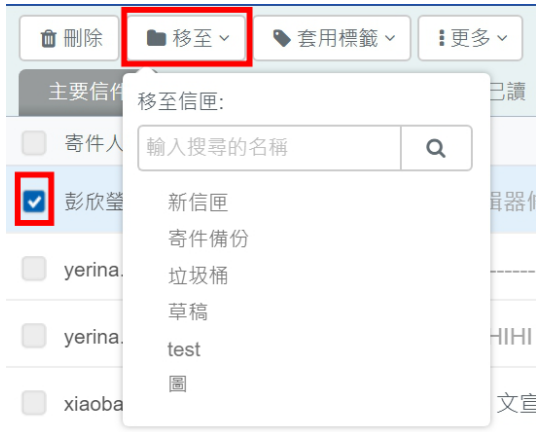 刪除 移至 套用標籤 更多
主要信件 已讀
移至信匣:
輸入搜尋的名稱
寄件人
新信匣
彭欣瑩
寄件備份
yerina. 垃圾桶 ------
草稿
yerina. HIHI
test
圖
xiaoba 文宣